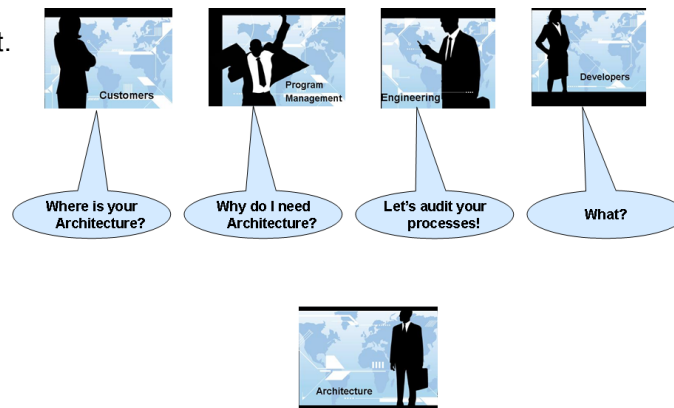 t.
Customers
Program
Management
Engineering
Developers
Where is your
Architecture?
Why do I need
Architecture?
Let's audit your
processes!
What?
Architecture